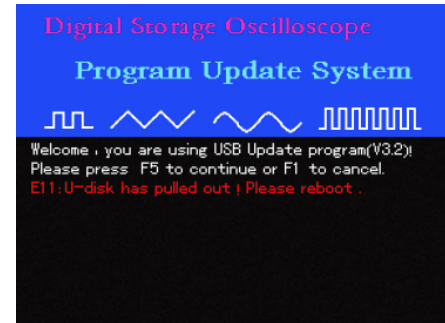 Digital Storage Oscilloscope
Program Update System
Welcome , you are using USB Update program(V3.2)!
Please press F5 to continue or F1 to cancel.
E11:U-disk has pulled out ! Please reboot .